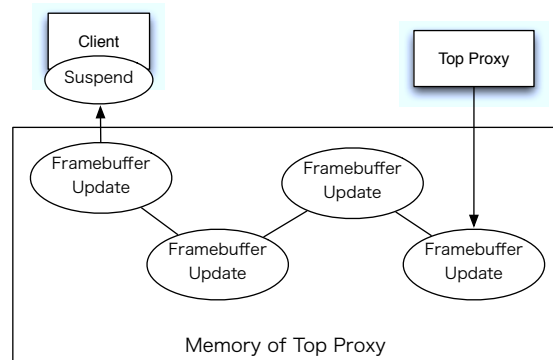 Client
Suspend
Top Proxy
Framebuffer
Update
Framebuffer
Update
Framebuffer
Update
Framebuffer
Update
Memory of Top Proxy